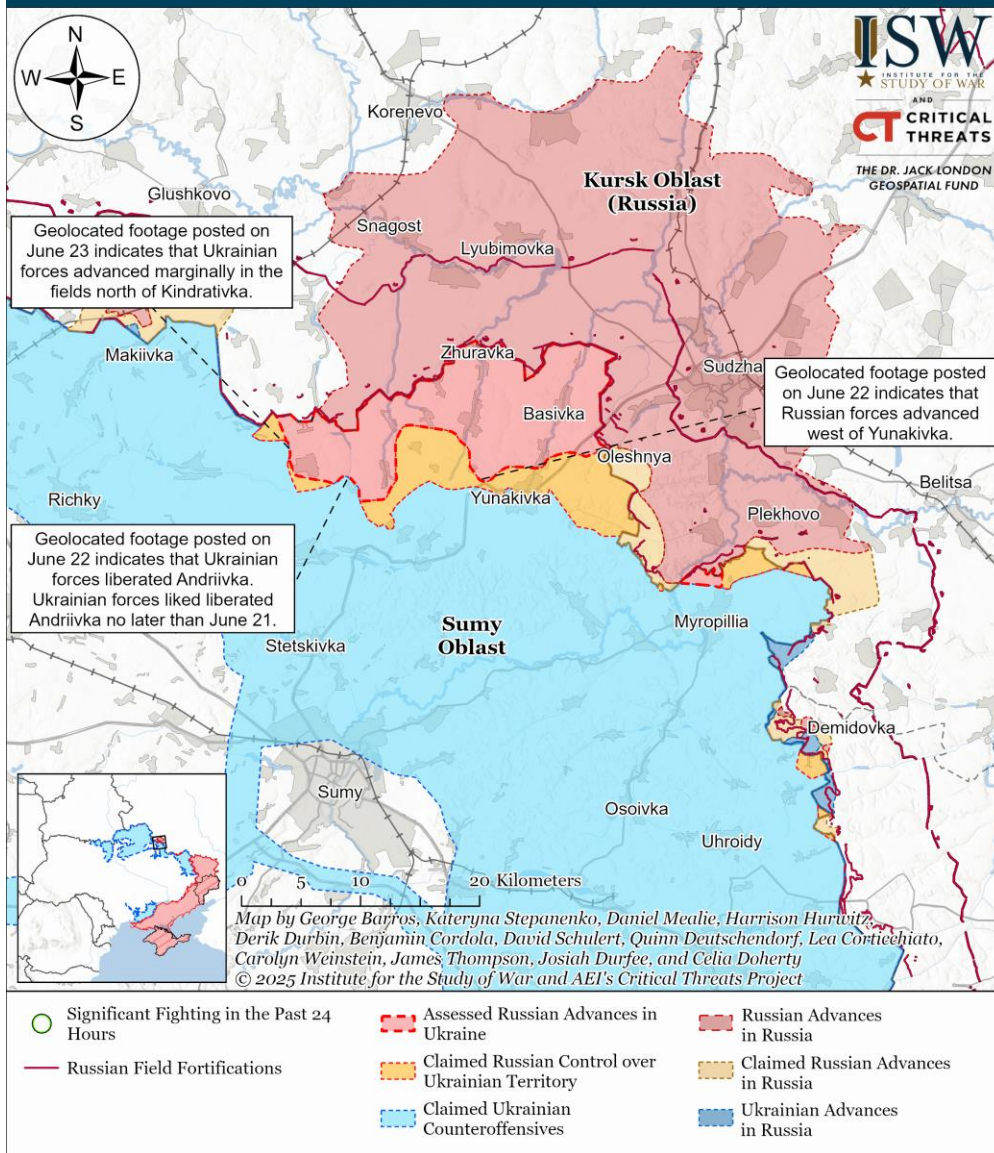 N
W E
S
ISW
INSTITUTE FOR THE
STUDY OF WAR
AND
CT CRITICAL
THREATS
THE DR. JACK LONDON
GEOSPATIAL FUND
Korenevo
Glushkovo
Kursk Oblast
(Russia)
Snagost
Lyubimovka
Geolocated footage posted on
June 23 indicates that Ukrainian
forces advanced marginally in the
fields north of Kindrativka.
Makiivka
Zhuravka
Sudzha
Geolocated footage posted
on June 22 indicates that
Russian forces advanced
west of Yunakivka.
Basivka
Oleshnya
Belitsa
Richky
Yunakivka
Plekhovo
Geolocated footage posted on
June 22 indicates that Ukrainian
forces liberated Andriivka.
Ukrainian forces liked liberated
Andriivka no later than June 21.
Stetskivka
Sumy
Oblast
Myropillia
Demidovka
Sumy
Osoivka
Uhroidy
0 5 10 20 Kilometers
Map by George Barros, Kateryna Stepanenko, Daniel Mealie, Harrison Hurwitz,
Derik Durbin, Benjamin Cordola, David Schulert, Quinn Deutschendorf, Lea Corticchiato,
Carolyn Weinstein, James Thompson, Josiah Durfee, and Celia Doherty
© 2025 Institute for the Study of War and AEI's Critical Threats Project
Significant Fighting in the Past 24
Hours
Russian Field Fortifications
Assessed Russian Advances in
Ukraine
Claimed Russian Control over
Ukrainian Territory
Claimed Ukrainian
Counteroffensives
Russian Advances
in Russia
Claimed Russian Advances
in Russia
Ukrainian Advances
in Russia